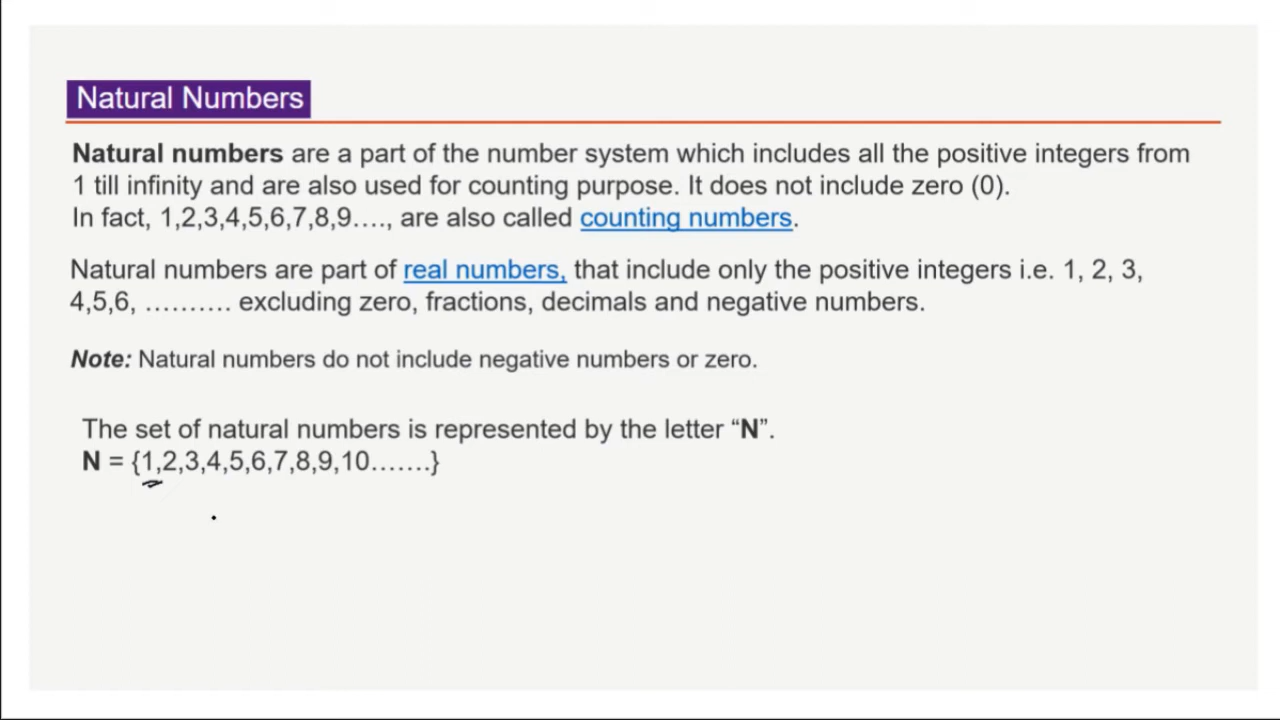 Natural Numbers
Natural numbers are a part of the number system which includes all the positive integers from
1 till infinity and are also used for counting purpose. It does not include zero (0).
In fact, 1,2,3,4,5,6,7,8,9…., are also called counting numbers.
Natural numbers are part of real numbers, that include only the positive integers i.e. 1, 2, 3,
4,5,6, ………. excluding zero, fractions, decimals and negative numbers.
Note: Natural numbers do not include negative numbers or zero.
The set of natural numbers is represented by the letter “N”.
N = {1,2,3,4,5,6,7,8,9,10…….}